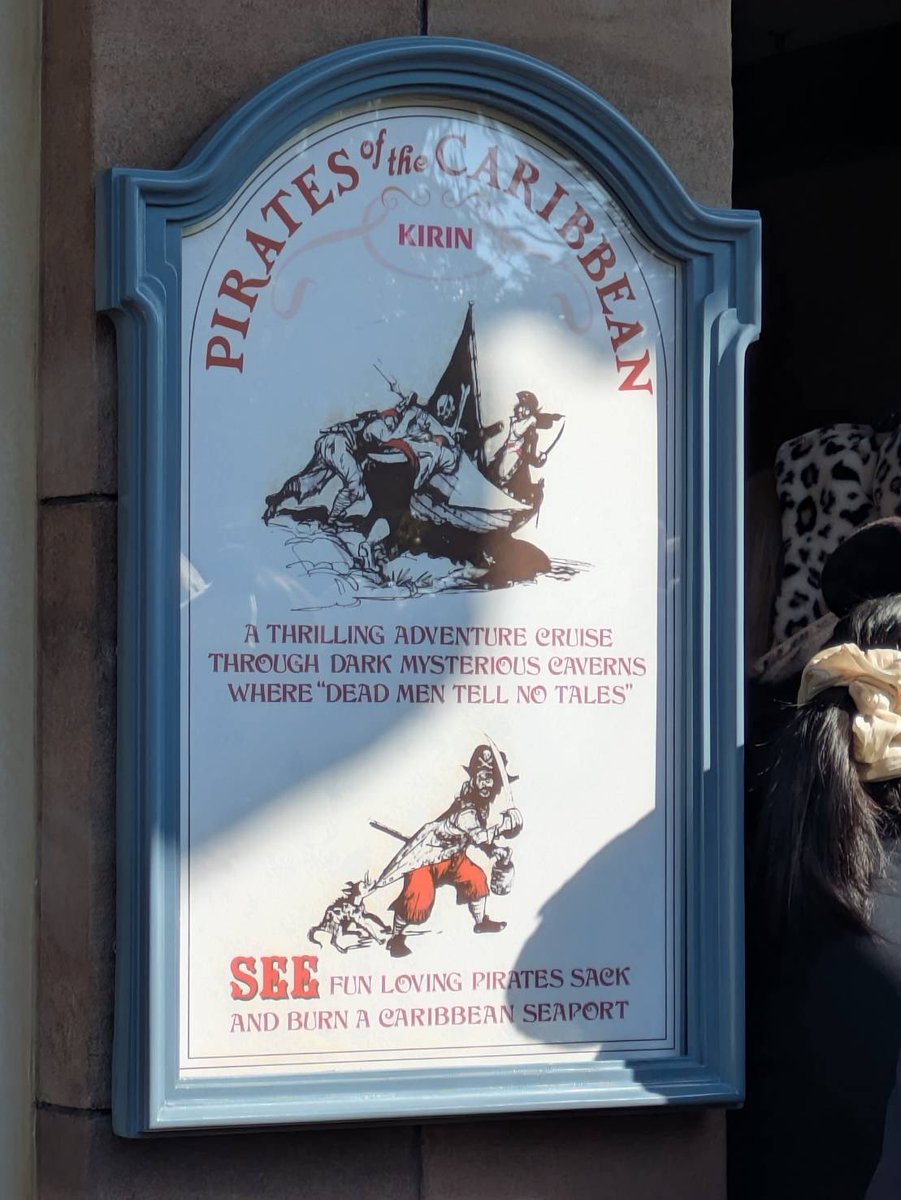 PIRATES of the CARIBBEAN
KIRIN
A THRILLING ADVENTURE CRUISE
THROUGH DARK MYSTERIOUS CAVERNS
WHERE “DEAD MEN TELL NO TALES”
SEE FUN LOVING PIRATES SACK
AND BURN A CARIBBEAN SEAPORT